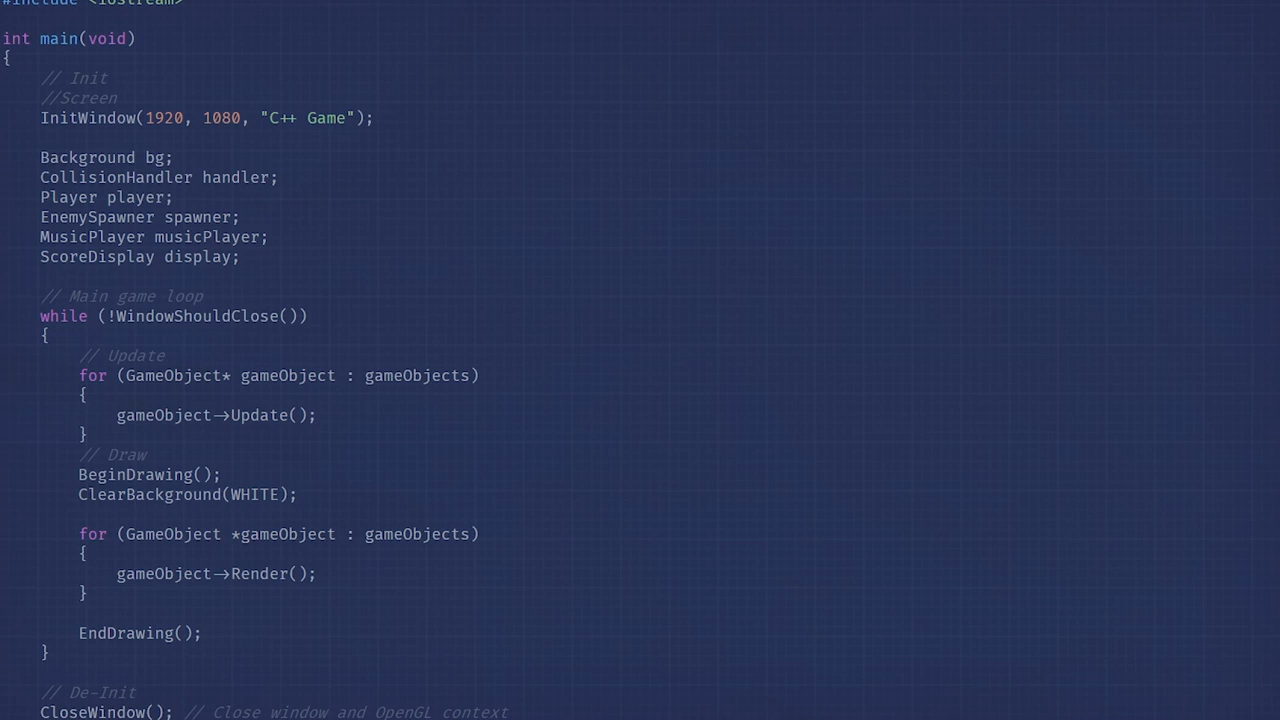 #include <iostream>
int main(void)
{
// Init
//Screen
InitWindow(1920, 1080, "C++ Game");
Background bg;
CollisionHandler handler;
Player player;
EnemySpawner spawner;
MusicPlayer musicPlayer;
ScoreDisplay display;
// Main game loop
while (!WindowShouldClose())
{
// Update
for (GameObject* gameObject : gameObjects)
{
gameObject->Update();
}
// Draw
BeginDrawing();
ClearBackground(WHITE);
for (GameObject *gameObject : gameObjects)
{
gameObject->Render();
}
EndDrawing();
}
// De-Init
CloseWindow(); // Close window and OpenGL context